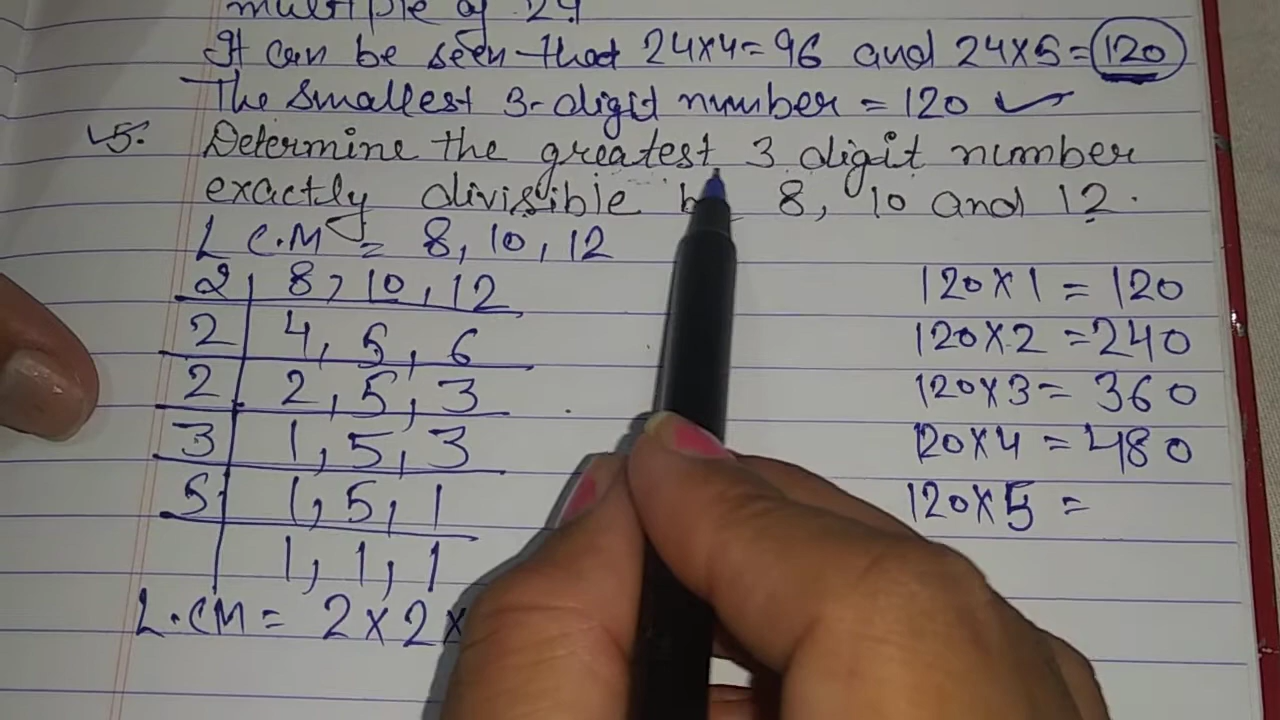 multiple of 24
It can be seen that 24×4=96 and 24×5=120
The smallest 3-digit number = 120 ✓
5. Determine the greatest 3 digit number
exactly divisible 8, 10 and 12.
L C.M = 8, 10, 12
2 8, 10, 12
2 4, 5, 6
2 2, 5, 3
3 1, 5, 3
5 1, 5, 1
1, 1, 1
L.CM = 2×2×
120×1 = 120
120×2 = 240
120×3 = 360
120×4 = 480
120×5 =